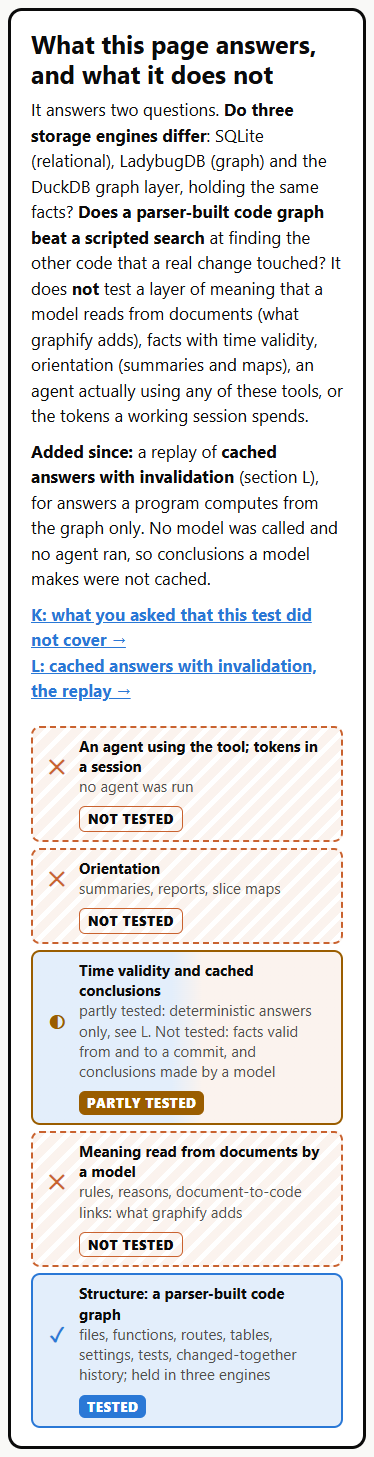 What this page answers,
and what it does not
It answers two questions. Do three
storage engines differ: SQLite
(relational), LadybugDB (graph) and the
DuckDB graph layer, holding the same
facts? Does a parser-built code graph
beat a scripted search at finding the
other code that a real change touched? It
does not test a layer of meaning that a
model reads from documents (what
graphify adds), facts with time validity,
orientation (summaries and maps), an
agent actually using any of these tools, or
the tokens a working session spends.
Added since: a replay of cached
answers with invalidation (section L),
for answers a program computes from
the graph only. No model was called and
no agent ran, so conclusions a model
makes were not cached.
K: what you asked that this test did
not cover →
L: cached answers with invalidation,
the replay →
An agent using the tool; tokens in
a session
no agent was run
NOT TESTED
Orientation
summaries, reports, slice maps
NOT TESTED
Time validity and cached
conclusions
partly tested: deterministic answers
only, see L. Not tested: facts valid
from and to a commit, and
conclusions made by a model
PARTLY TESTED
Meaning read from documents by
a model
rules, reasons, document-to-code
links: what graphify adds
NOT TESTED
Structure: a parser-built code
graph
files, functions, routes, tables,
settings, tests, changed-together
history; held in three engines
TESTED